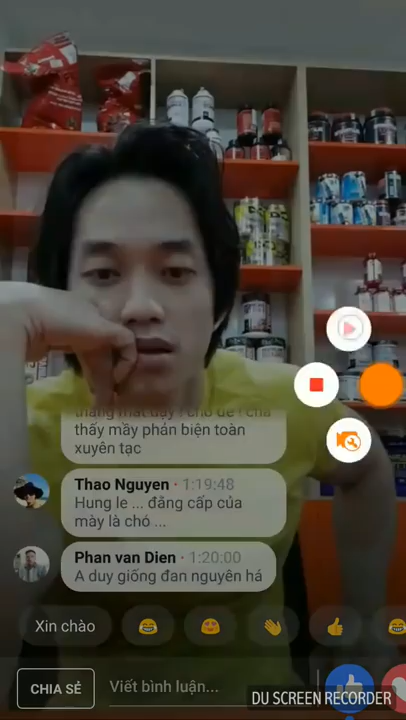 thấy mầy phản biện toàn
xuyên tạc
Thao Nguyen · 1:19:48
Hung le ... đẳng cấp của
mày là chó ...
Phan van Dien · 1:20:00
A duy giống đan nguyên há
Xin chào
CHIA SẺ
Viết bình luận...
DU SCREEN RECORDER